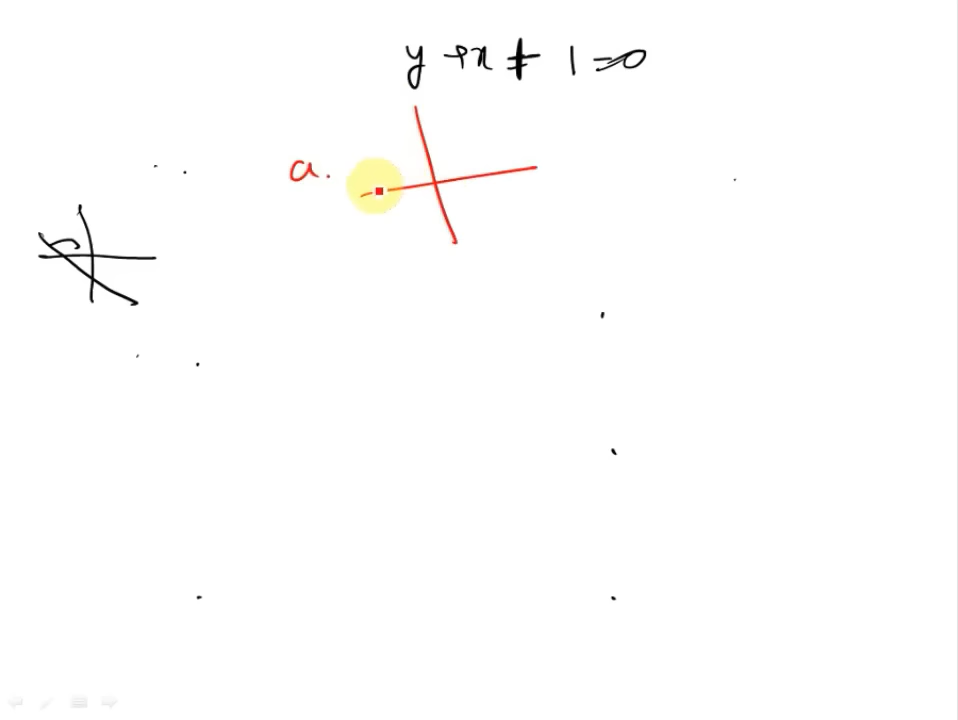 y + x + 1 = 0
a.